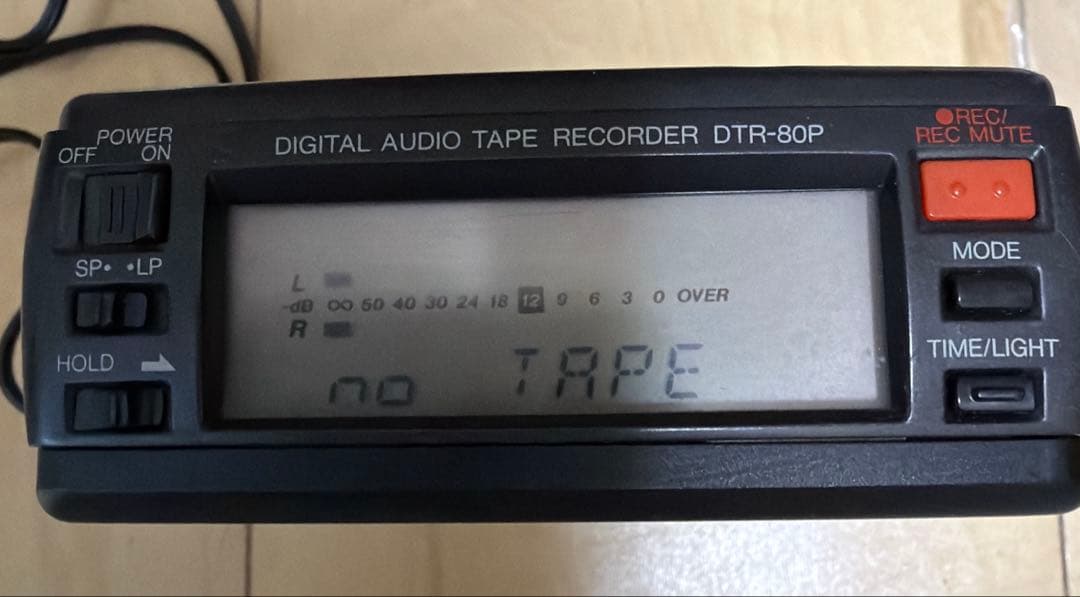 POWER
OFF ON
DIGITAL AUDIO TAPE RECORDER DTR-80P
●REC/
REC MUTE
SP• •LP
MODE
HOLD
TIME/LIGHT
L
-dB ∞ 50 40 30 24 18 12 9 6 3 0 OVER
R
no TAPE